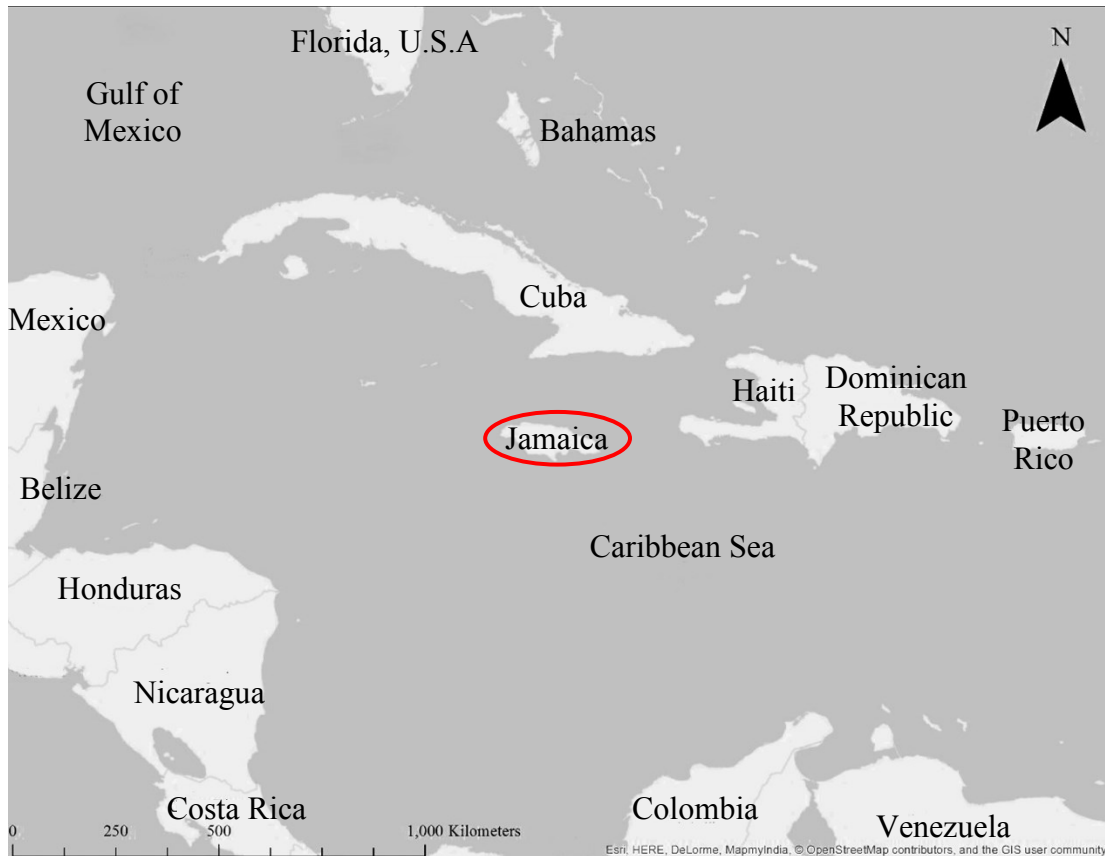 Florida, U.S.A
N
Gulf of
Mexico
Bahamas
Cuba
Mexico
Haiti
Dominican
Republic
Puerto
Rico
Jamaica
Belize
Caribbean Sea
Honduras
Nicaragua
Costa Rica
Colombia
Venezuela
0 250 500 1,000 Kilometers
Esri, HERE, DeLorme, MapmyIndia, © OpenStreetMap contributors, and the GIS user community